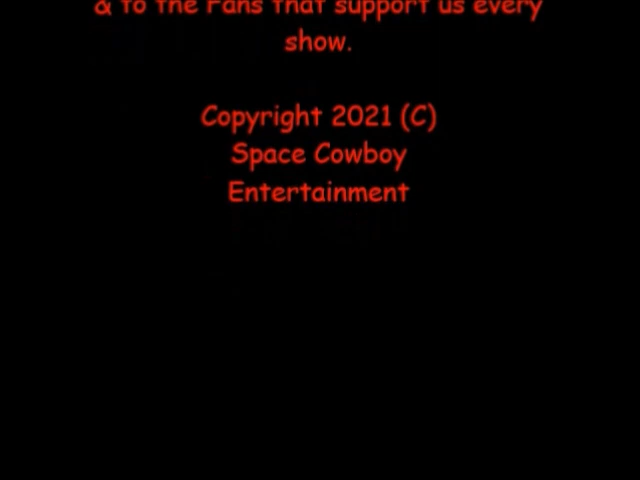 & to the Fans that support us every
show.
Copyright 2021 (C)
Space Cowboy
Entertainment